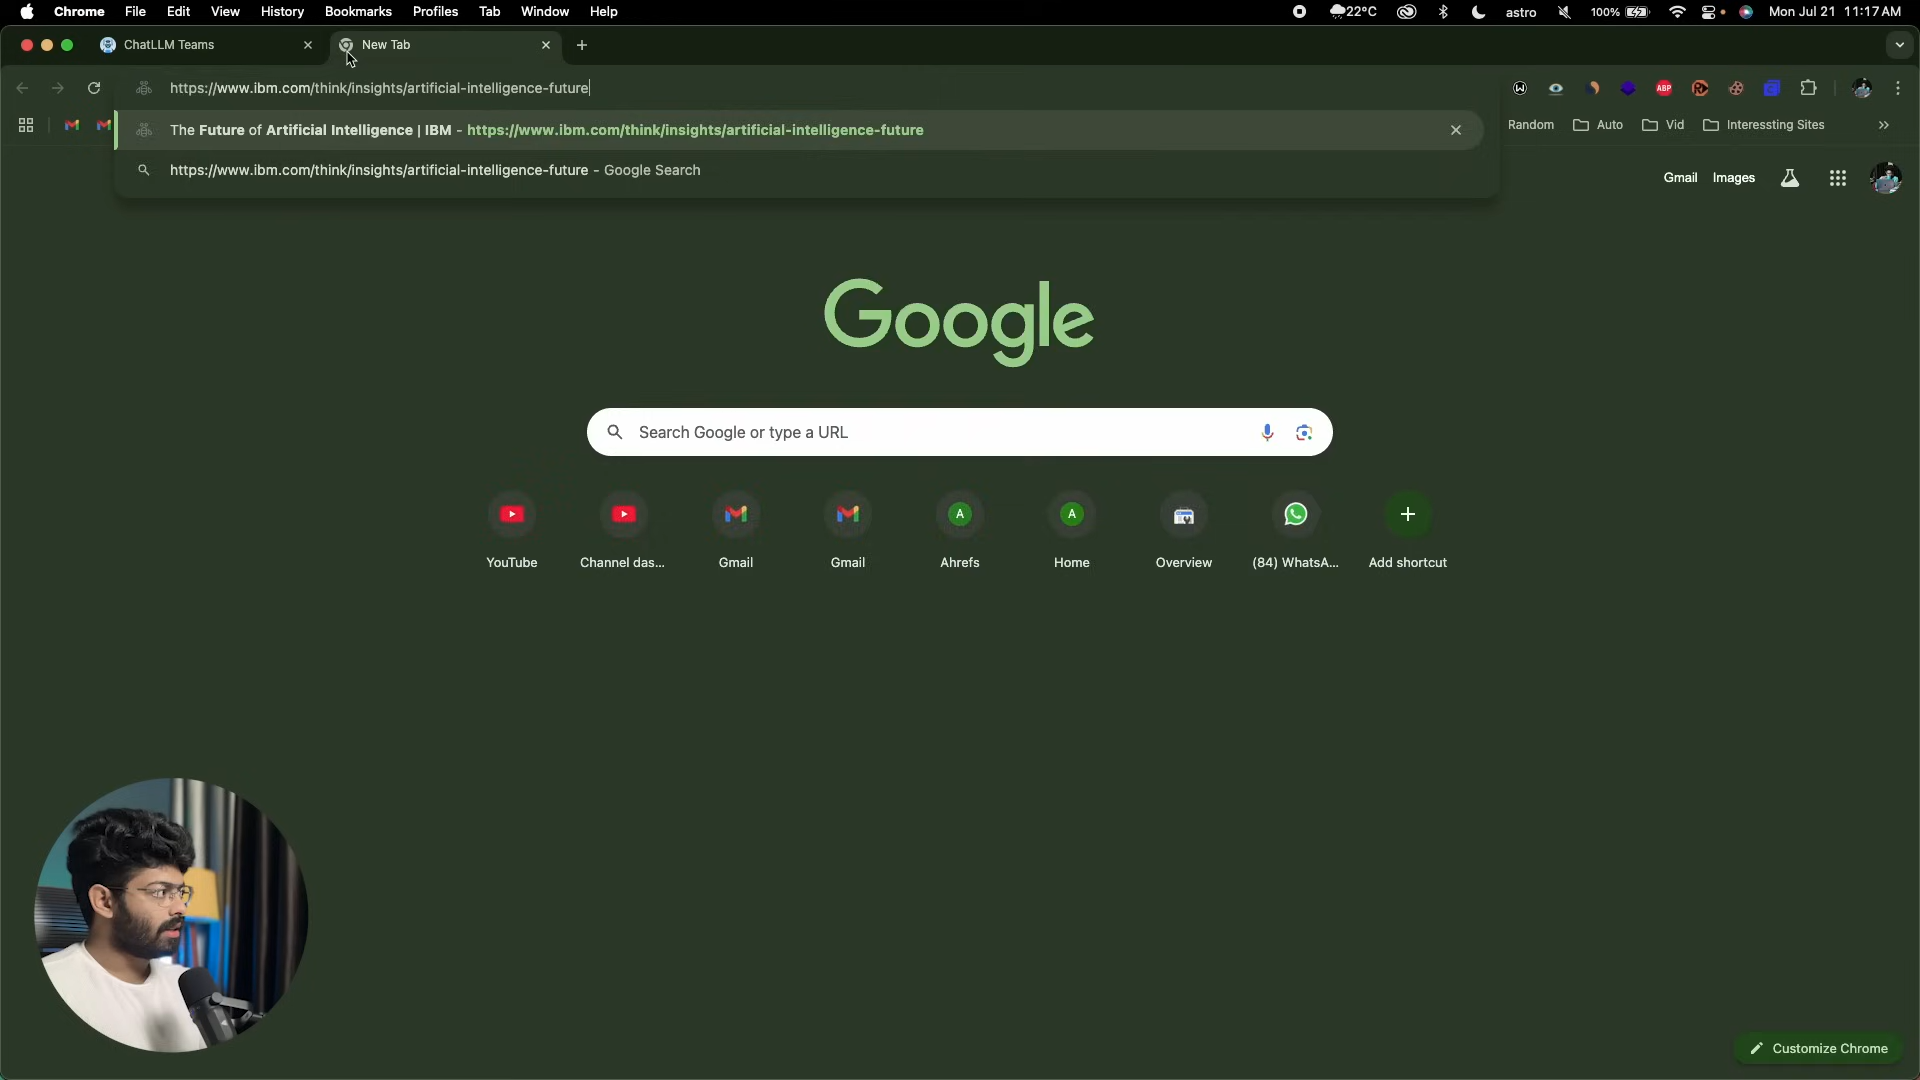 Chrome File Edit View History Bookmarks Profiles Tab Window Help 22°C astro 100% Mon Jul 21 11:17 AM
ChatLLM Teams New Tab
https://www.ibm.com/think/insights/artificial-intelligence-future
ABP
The Future of Artificial Intelligence | IBM - https://www.ibm.com/think/insights/artificial-intelligence-future
Random Auto Vid Interessting Sites
https://www.ibm.com/think/insights/artificial-intelligence-future - Google Search
Gmail Images
Google
Search Google or type a URL
A A
YouTube Channel das... Gmail Gmail Ahrefs Home Overview (84) WhatsA... Add shortcut
Customize Chrome